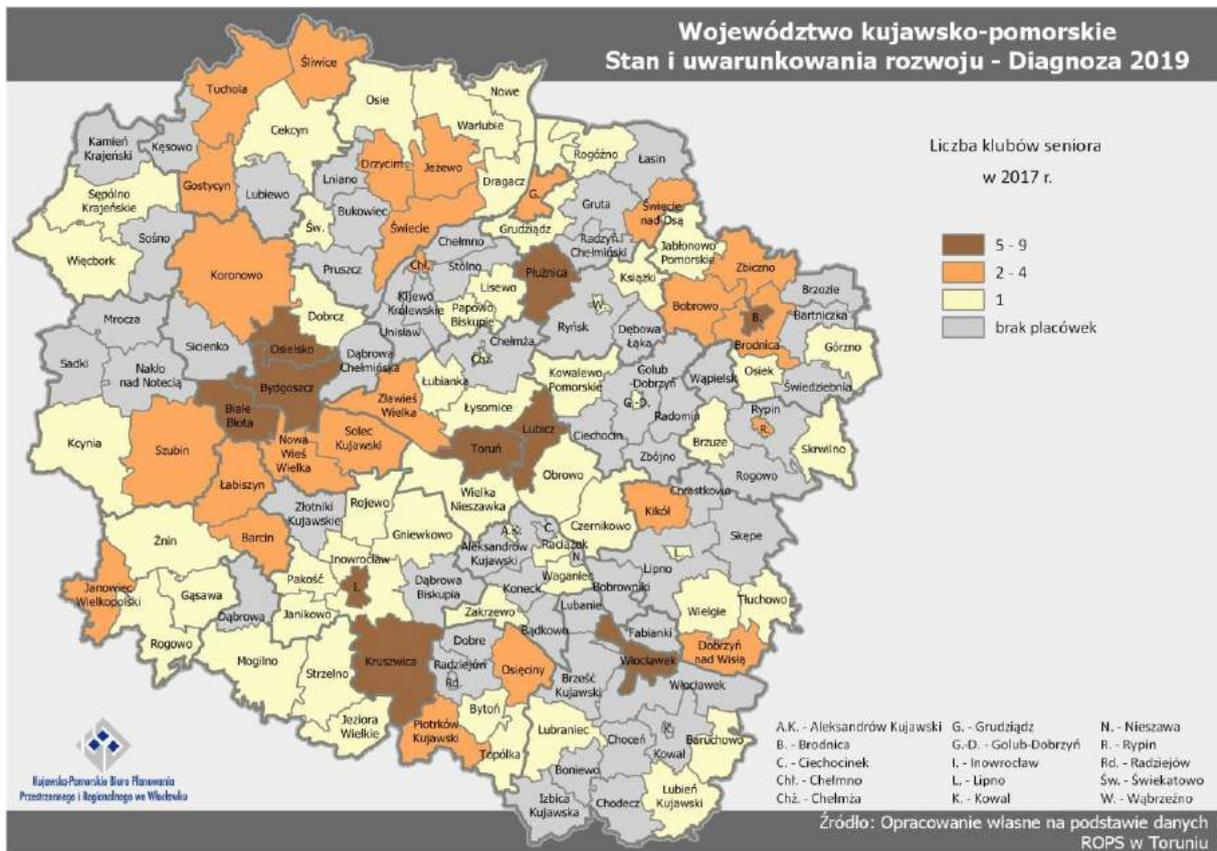 Województwo kujawsko-pomorskie
Stan i uwarunkowania rozwoju - Diagnoza 2019
Liczba klubów seniora
w 2017 r.
5 - 9
2 - 4
1
brak placówek
Śliwice
Tuchola
Nowe
Osie
Cekcyn
Warlubie
Kamień
Krajeński
Kęsowo
Rogóźno
Łasin
Drzycim
Jeżewo
Lniano
Dragacz
G.
Gostycyn
Lubiewo
Sępólno
Krajeńskie
Bukowiec
Gruta
Świecie
nad Osą
Św.
Świecie
Grudziądz
Sośno
Radzyń
Chełmiński
Jabłonowo
Pomorskie
Więcbork
Chełmno
Koronowo
Pruszcz
Chł.
Stolno
Płużnica
Książki
Zbiczno
Lisewo
Brzozie
Kijewo
Królewskie
W.
Bobrowo
B.
Bartniczka
Mrocza
Dobrcz
Papowo
Biskupie
Unisław
Ryńsk
Dębowa
Łąka
Brodnica
Sicienko
Osielsko
Chełmża
Górzno
Sadki
Nakło
nad Notecią
Dąbrowa
Chełmińska
Chż.
Golub-
Dobrzyń
Wąpielsk
Osiek
Świedziebnia
Bydgoszcz
Łubianka
Kowalewo
Pomorskie
G.-D.
Białe
Błota
Zławieś
Wielka
Łysomice
Radomin
Rypin
R.
Kcynia
Szubin
Nowa
Wieś
Wielka
Solec
Kujawski
Toruń
Lubicz
Ciechocin
Zbójno
Brzuze
Skrwilno
Rogowo
Łabiszyn
Obrowo
Złotniki
Kujawskie
Rojewo
Wielka
Nieszawka
Czernikowo
Kikół
Chrostkowo
Gniewkowo
Skępe
Żnin
Barcin
A.K.
C.
Raciążek
N.
Aleksandrów
Kujawski
L.
Inowrocław
Lipno
Janowiec
Wielkopolski
Gąsawa
Pakość
I.
Dąbrowa
Biskupia
Koneck
Waganiec
Bobrowniki
Dąbrowa
Janikowo
Zakrzewo
Lubanie
Wielgie
Tłuchowo
Rogowo
Bądkowo
Fabianki
Mogilno
Strzelno
Kruszwica
Dobre
Radziejów
Rd.
Osięciny
Włocławek
Dobrzyń
nad Wisłą
Brześć
Kujawski
Włocławek
Jeziora
Wielkie
Piotrków
Kujawski
Bytoń
Topólka
Lubraniec
Choceń
K.
Kowal
Baruchowo
Boniewo
Izbica
Kujawska
Chodecz
Lubień
Kujawski
A.K. - Aleksandrów Kujawski G. - Grudziądz N. - Nieszawa
B. - Brodnica G.-D. - Golub-Dobrzyń R. - Rypin
C. - Ciechocinek I. - Inowrocław Rd. - Radziejów
Chł. - Chełmno L. - Lipno Św. - Świekatowo
Chż. - Chełmża K. - Kowal W. - Wąbrzeźno
Kujawsko-Pomorskie Biuro Planowania
Przestrzennego i Regionalnego we Włocławku
Źródło: Opracowanie własne na podstawie danych
ROPS w Toruniu